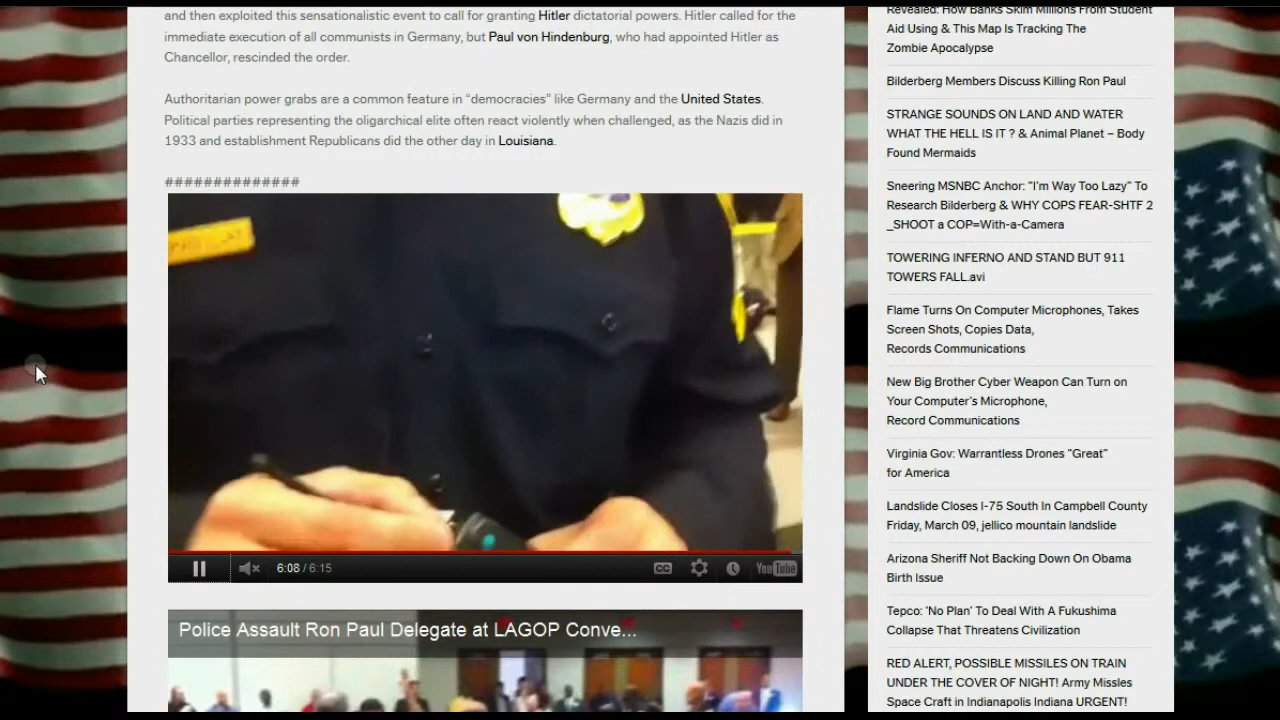 and then exploited this sensationalistic event to call for granting Hitler dictatorial powers. Hitler called for the
immediate execution of all communists in Germany, but Paul von Hindenburg, who had appointed Hitler as
Chancellor, rescinded the order.
Authoritarian power grabs are a common feature in “democracies” like Germany and the United States.
Political parties representing the oligarchical elite often react violently when challenged, as the Nazis did in
1933 and establishment Republicans did the other day in Louisiana.
##############
6:08 / 6:15
CC
YouTube
Police Assault Ron Paul Delegate at LAGOP Conve...
Revealed: How Banks Skim Millions From Student
Aid Using & This Map Is Tracking The
Zombie Apocalypse
Bilderberg Members Discuss Killing Ron Paul
STRANGE SOUNDS ON LAND AND WATER
WHAT THE HELL IS IT ? & Animal Planet – Body
Found Mermaids
Sneering MSNBC Anchor: “I’m Way Too Lazy” To
Research Bilderberg & WHY COPS FEAR-SHTF 2
_SHOOT a COP=With-a-Camera
TOWERING INFERNO AND STAND BUT 911
TOWERS FALL.avi
Flame Turns On Computer Microphones, Takes
Screen Shots, Copies Data,
Records Communications
New Big Brother Cyber Weapon Can Turn on
Your Computer’s Microphone,
Record Communications
Virginia Gov: Warrantless Drones “Great”
for America
Landslide Closes I-75 South In Campbell County
Friday, March 09, jellico mountain landslide
Arizona Sheriff Not Backing Down On Obama
Birth Issue
Tepco: ‘No Plan’ To Deal With A Fukushima
Collapse That Threatens Civilization
RED ALERT, POSSIBLE MISSILES ON TRAIN
UNDER THE COVER OF NIGHT! Army Missles
Space Craft in Indianapolis Indiana URGENT!